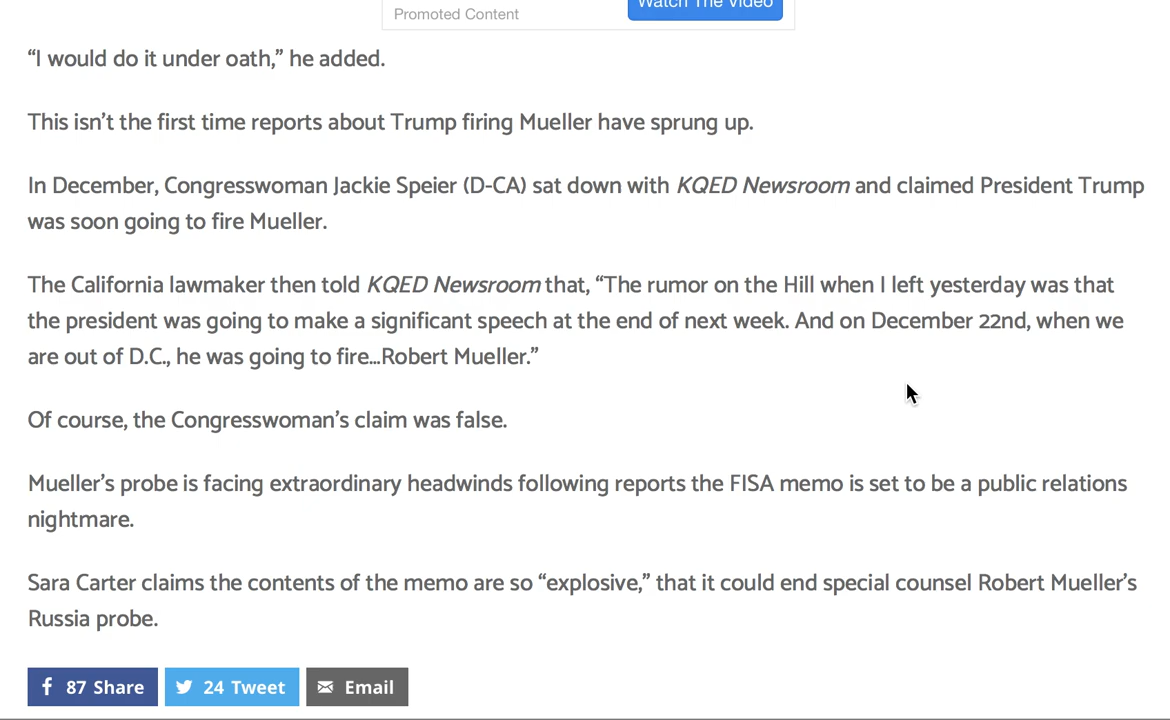 Promoted Content
Watch The Video
“I would do it under oath,” he added.
This isn’t the first time reports about Trump firing Mueller have sprung up.
In December, Congresswoman Jackie Speier (D-CA) sat down with KQED Newsroom and claimed President Trump
was soon going to fire Mueller.
The California lawmaker then told KQED Newsroom that, “The rumor on the Hill when I left yesterday was that
the president was going to make a significant speech at the end of next week. And on December 22nd, when we
are out of D.C., he was going to fire…Robert Mueller.”
Of course, the Congresswoman’s claim was false.
Mueller’s probe is facing extraordinary headwinds following reports the FISA memo is set to be a public relations
nightmare.
Sara Carter claims the contents of the memo are so “explosive,” that it could end special counsel Robert Mueller’s
Russia probe.
87 Share 24 Tweet Email